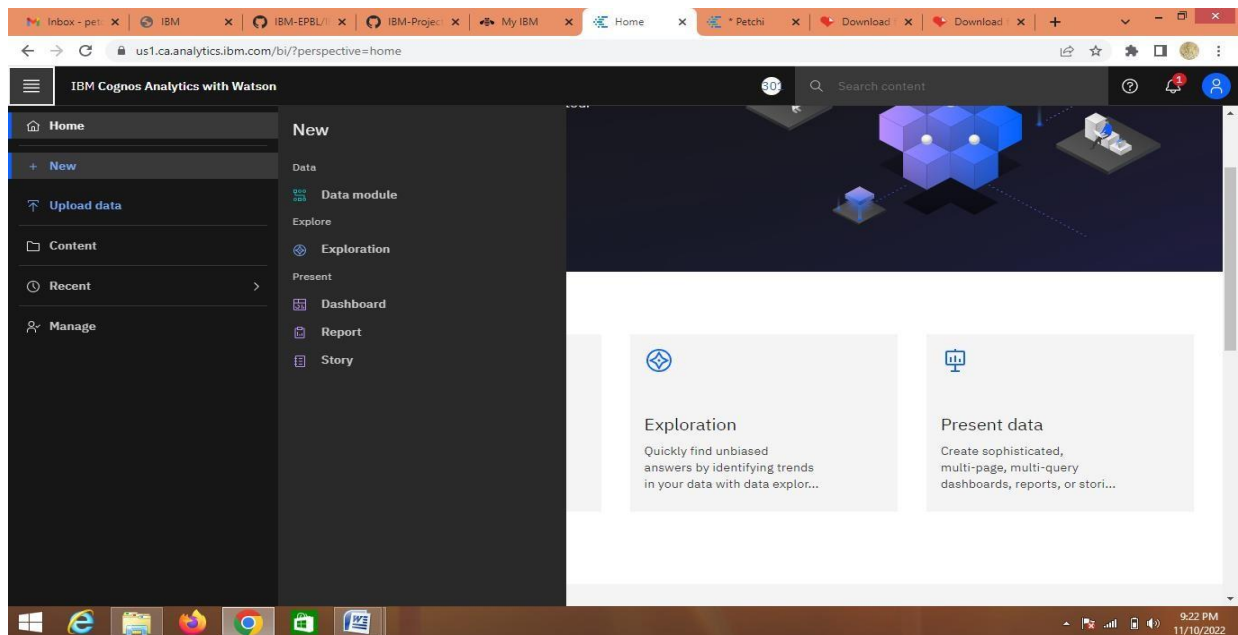 Inbox - petc
IBM
IBM-EPBL/I
IBM-Project
My IBM
Home
* Petchi
Download
Download
us1.ca.analytics.ibm.com/bi/?perspective=home
IBM Cognos Analytics with Watson
Search content
1
Home
New
Upload data
Content
Recent
Manage
New
Data
Data module
Explore
Exploration
Present
Dashboard
Report
Story
Exploration
Quickly find unbiased
answers by identifying trends
in your data with data explor...
Present data
Create sophisticated,
multi-page, multi-query
dashboards, reports, or stori...
9:22 PM
11/10/2022